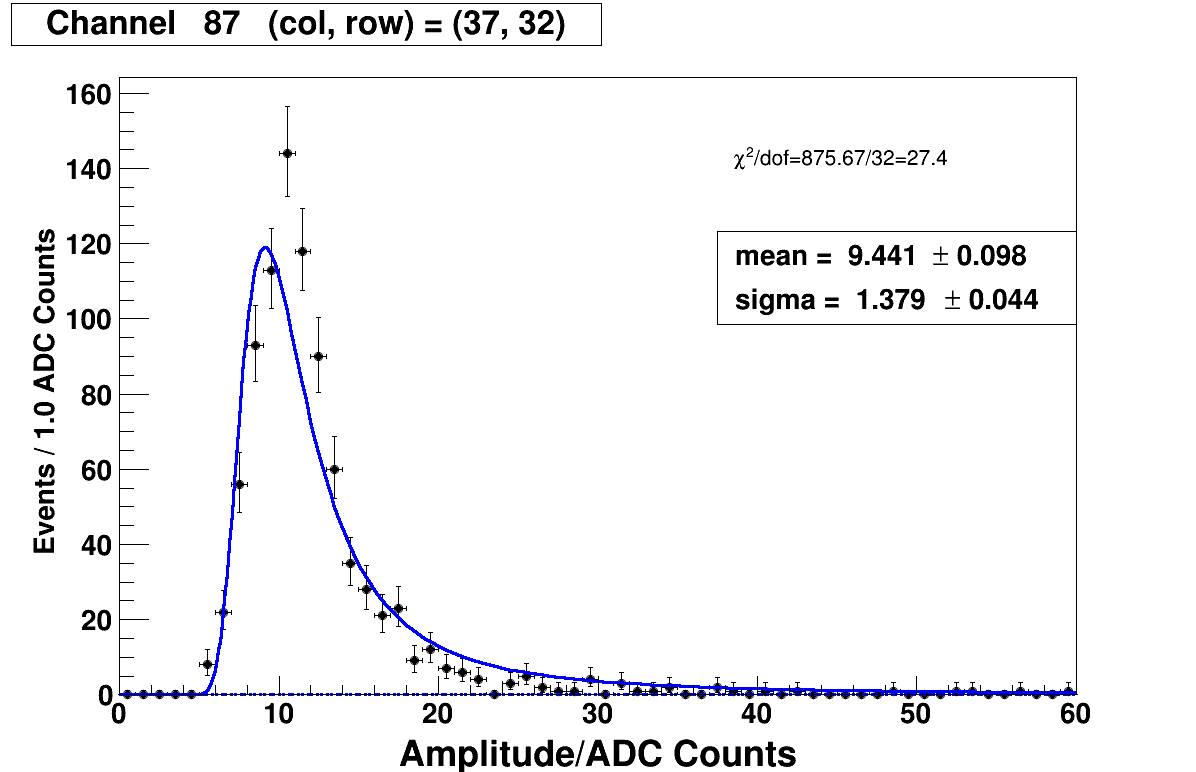 Channel 87 (col, row) = (37, 32)
160
140
120
100
80
60
40
20
0
Events / 1.0 ADC Counts
χ²/dof=875.67/32=27.4
mean = 9.441 ± 0.098
sigma = 1.379 ± 0.044
0 10 20 30 40 50 60
Amplitude/ADC Counts